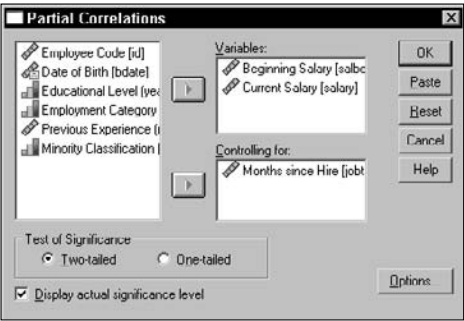 Partial Correlations
Employee Code [id]
Date of Birth [bdate]
Educational Level (yea
Employment Category
Previous Experience (
Minority Classification [
Variables:
Beginning Salary [salbe
Current Salary [salary]
Controlling for:
Months since Hire [jobt
OK
Paste
Reset
Cancel
Help
Test of Significance
Two-tailed
One-tailed
Display actual significance level
Options...